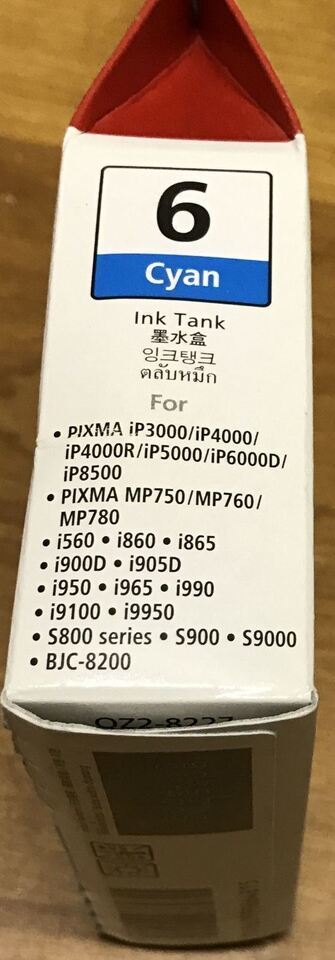 6
Cyan
Ink Tank
墨水盒
잉크탱크
ตลับหมึก
For
• PIXMA iP3000/iP4000/
iP4000R/iP5000/iP6000D/
iP8500
• PIXMA MP750/MP760/
MP780
• i560 • i860 • i865
• i900D • i905D
• i950 • i965 • i990
• i9100 • i9950
• S800 series • S900 • S9000
• BJC-8200
QZ2-8227